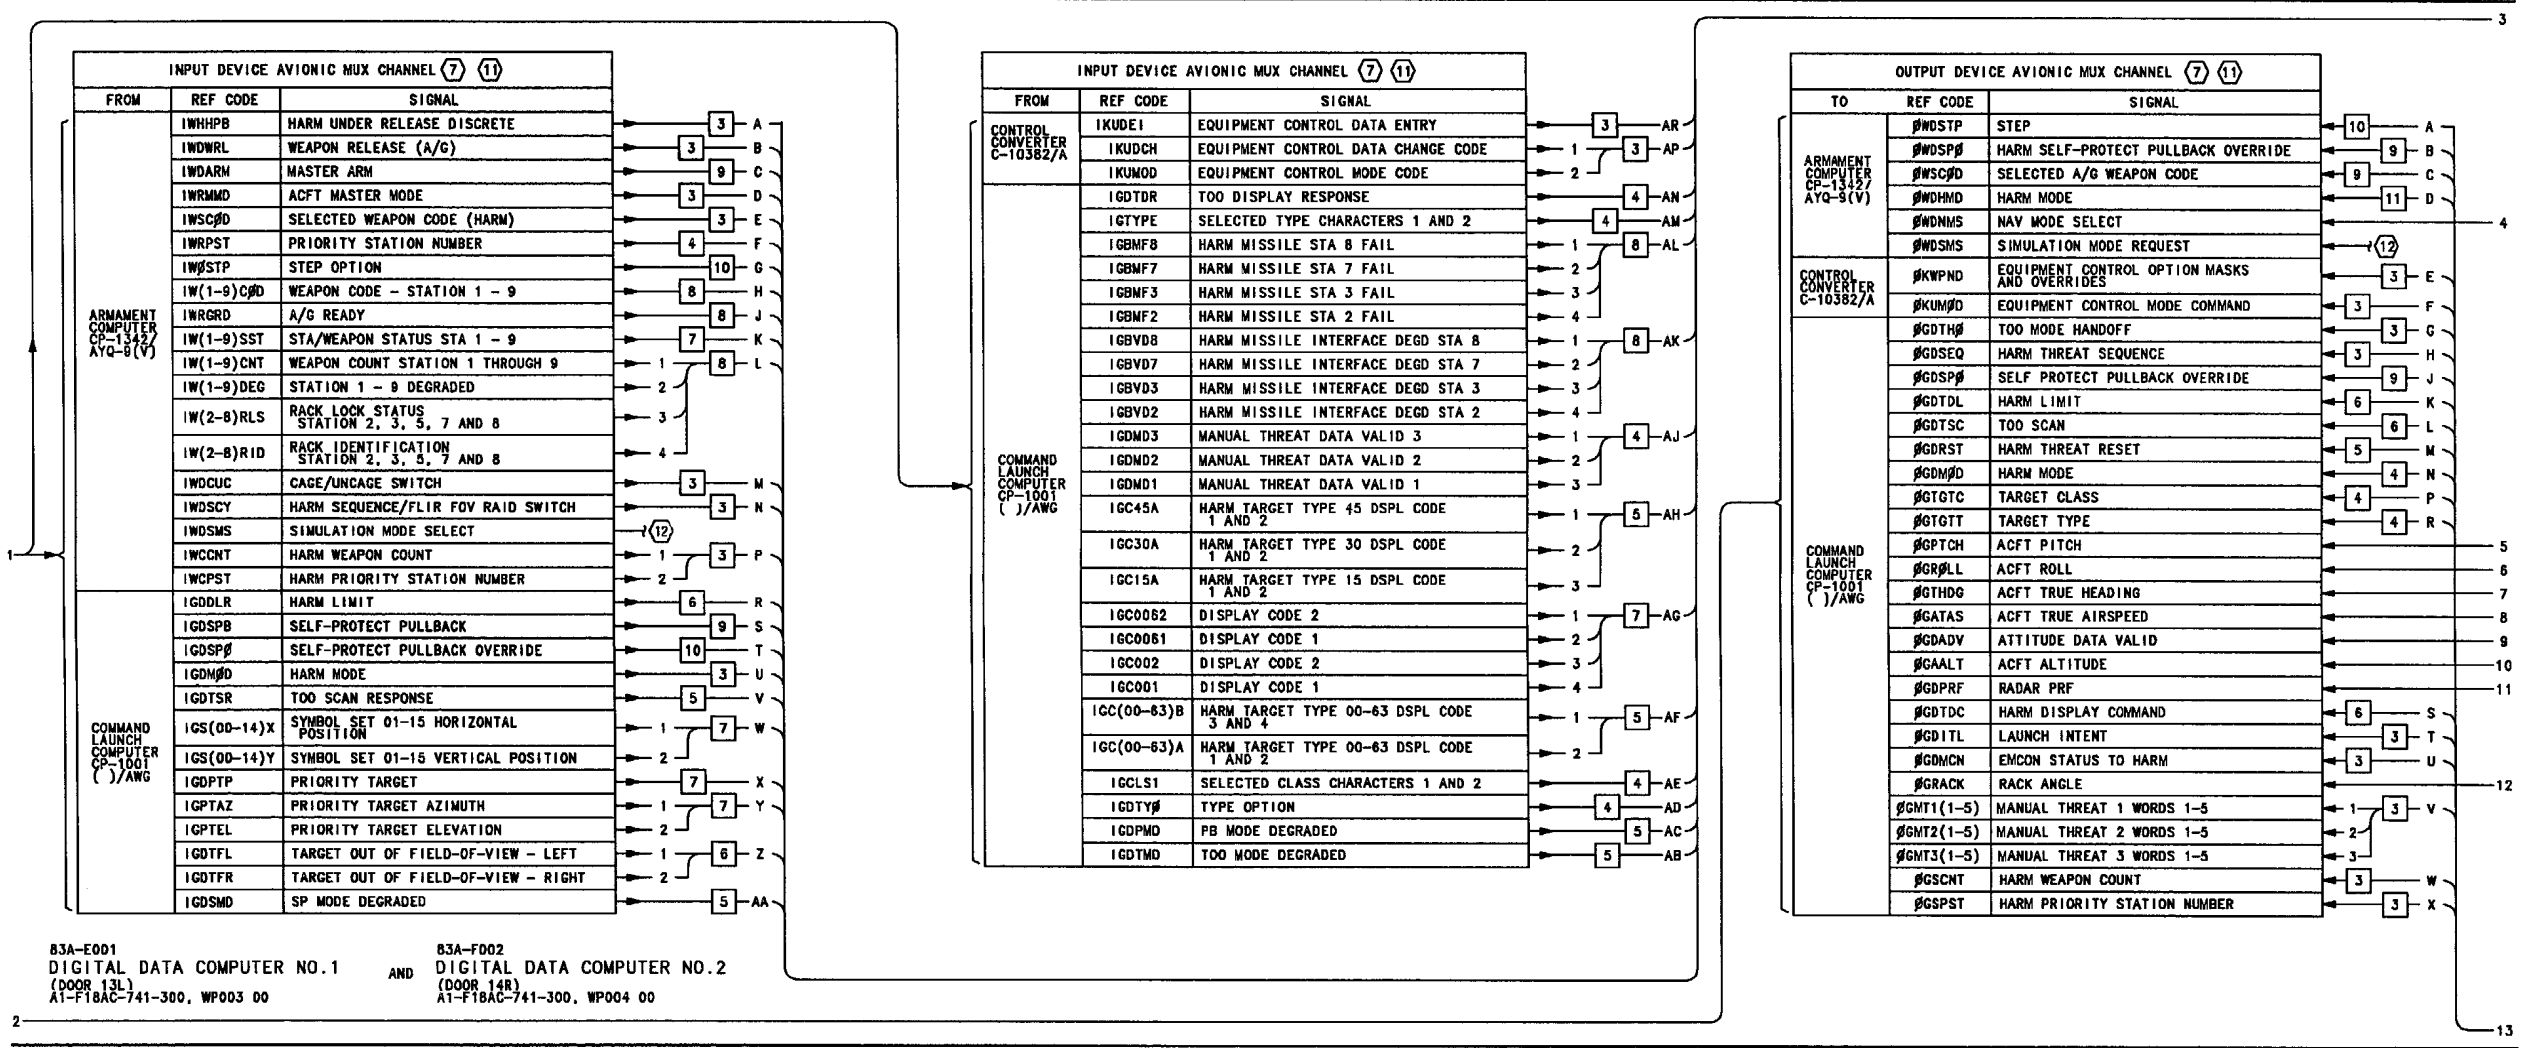 3
INPUT DEVICE AVIONIC MUX CHANNEL 7 11
FROM REF CODE SIGNAL
ARMAMENT
COMPUTER
CP-1342/
AYQ-9(V)
IWHHPB HARM UNDER RELEASE DISCRETE 3 A
IWDWRL WEAPON RELEASE (A/G) 3 B
IWDARM MASTER ARM 9 C
IWRMMD ACFT MASTER MODE 3 D
IWSCØD SELECTED WEAPON CODE (HARM) 3 E
IWRPST PRIORITY STATION NUMBER 4 F
IWØSTP STEP OPTION 10 G
IW(1-9)CØD WEAPON CODE - STATION 1 - 9 8 H
IWRGRD A/G READY 8 J
IW(1-9)SST STA/WEAPON STATUS STA 1 - 9 7 K
IW(1-9)CNT WEAPON COUNT STATION 1 THROUGH 9 1 8 L
IW(1-9)DEG STATION 1 - 9 DEGRADED 2
IW(2-8)RLS RACK LOCK STATUS
STATION 2, 3, 5, 7 AND 8 3
IW(2-8)RID RACK IDENTIFICATION
STATION 2, 3, 5, 7 AND 8 4
IWDCUC CAGE/UNCAGE SWITCH 3 M
IWDSCY HARM SEQUENCE/FLIR FOV RAID SWITCH 3 N
IWDSMS SIMULATION MODE SELECT 12
1
IWCCNT HARM WEAPON COUNT 1 3 P
IWCPST HARM PRIORITY STATION NUMBER 2
COMMAND
LAUNCH
COMPUTER
CP-1001
( )/AWG
IGDDLR HARM LIMIT 6 R
IGDSPB SELF-PROTECT PULLBACK 9 S
IGDSPØ SELF-PROTECT PULLBACK OVERRIDE 10 T
IGDMØD HARM MODE 3 U
IGDTSR TOO SCAN RESPONSE 5 V
IGS(00-14)X SYMBOL SET 01-15 HORIZONTAL
POSITION 1 7 W
IGS(00-14)Y SYMBOL SET 01-15 VERTICAL POSITION 2
IGDPTP PRIORITY TARGET 7 X
IGPTAZ PRIORITY TARGET AZIMUTH 1 7 Y
IGPTEL PRIORITY TARGET ELEVATION 2
IGDTFL TARGET OUT OF FIELD-OF-VIEW - LEFT 1 6 Z
IGDTFR TARGET OUT OF FIELD-OF-VIEW - RIGHT 2
IGDSMD SP MODE DEGRADED 5 AA
INPUT DEVICE AVIONIC MUX CHANNEL 7 11
FROM REF CODE SIGNAL
CONTROL
CONVERTER
C-10382/A
IKUDEI EQUIPMENT CONTROL DATA ENTRY 3 AR
IKUDCH EQUIPMENT CONTROL DATA CHANGE CODE 1 3 AP
IKUMOD EQUIPMENT CONTROL MODE CODE 2
COMMAND
LAUNCH
COMPUTER
CP-1001
( )/AWG
IGDTDR TOO DISPLAY RESPONSE 4 AN
IGTYPE SELECTED TYPE CHARACTERS 1 AND 2 4 AM
IGBMF8 HARM MISSILE STA 8 FAIL 1 8 AL
IGBMF7 HARM MISSILE STA 7 FAIL 2
IGBMF3 HARM MISSILE STA 3 FAIL 3
IGBMF2 HARM MISSILE STA 2 FAIL 4
IGBVD8 HARM MISSILE INTERFACE DEGD STA 8 1 8 AK
IGBVD7 HARM MISSILE INTERFACE DEGD STA 7 2
IGBVD3 HARM MISSILE INTERFACE DEGD STA 3 3
IGBVD2 HARM MISSILE INTERFACE DEGD STA 2 4
IGDMD3 MANUAL THREAT DATA VALID 3 1 4 AJ
IGDMD2 MANUAL THREAT DATA VALID 2 2
IGDMD1 MANUAL THREAT DATA VALID 1 3
IGC45A HARM TARGET TYPE 45 DSPL CODE
1 AND 2 1 5 AH
IGC30A HARM TARGET TYPE 30 DSPL CODE
1 AND 2 2
IGC15A HARM TARGET TYPE 15 DSPL CODE
1 AND 2 3
IGC0062 DISPLAY CODE 2 1 7 AG
IGC0061 DISPLAY CODE 1 2
IGC002 DISPLAY CODE 2 3
IGC001 DISPLAY CODE 1 4
IGC(00-63)B HARM TARGET TYPE 00-63 DSPL CODE
3 AND 4 1 5 AF
IGC(00-63)A HARM TARGET TYPE 00-63 DSPL CODE
1 AND 2 2
IGCLS1 SELECTED CLASS CHARACTERS 1 AND 2 4 AE
IGDTYØ TYPE OPTION 4 AD
IGDPMD PB MODE DEGRADED 5 AC
IGDTMD TOO MODE DEGRADED 5 AB
OUTPUT DEVICE AVIONIC MUX CHANNEL 7 11
TO REF CODE SIGNAL
ARMAMENT
COMPUTER
CP-1342/
AYQ-9(V)
ØWDSTP STEP 10 A
ØWDSPØ HARM SELF-PROTECT PULLBACK OVERRIDE 9 B
ØWSCØD SELECTED A/G WEAPON CODE 9 C
ØWDHMD HARM MODE 11 D
ØWDNMS NAV MODE SELECT 4
ØWDSMS SIMULATION MODE REQUEST 12
CONTROL
CONVERTER
C-10382/A
ØKWPND EQUIPMENT CONTROL OPTION MASKS
AND OVERRIDES 3 E
ØKUMØD EQUIPMENT CONTROL MODE COMMAND 3 F
COMMAND
LAUNCH
COMPUTER
CP-1001
( )/AWG
ØGDTHØ TOO MODE HANDOFF 3 G
ØGDSEQ HARM THREAT SEQUENCE 3 H
ØGDSPØ SELF PROTECT PULLBACK OVERRIDE 9 J
ØGDTDL HARM LIMIT 6 K
ØGDTSC TOO SCAN 6 L
ØGDRST HARM THREAT RESET 5 M
ØGDMØD HARM MODE 4 N
ØGTGTC TARGET CLASS 4 P
ØGTGTT TARGET TYPE 4 R
ØGPTCH ACFT PITCH 5
ØGRØLL ACFT ROLL 6
ØGTHDG ACFT TRUE HEADING 7
ØGATAS ACFT TRUE AIRSPEED 8
ØGDADV ATTITUDE DATA VALID 9
ØGAALT ACFT ALTITUDE 10
ØGDPRF RADAR PRF 11
ØGDTDC HARM DISPLAY COMMAND 6 S
ØGDITL LAUNCH INTENT 3 T
ØGDMCN EMCON STATUS TO HARM 3 U
ØGRACK RACK ANGLE 12
ØGMT1(1-5) MANUAL THREAT 1 WORDS 1-5 1 3 V
ØGMT2(1-5) MANUAL THREAT 2 WORDS 1-5 2
ØGMT3(1-5) MANUAL THREAT 3 WORDS 1-5 3
ØGSCNT HARM WEAPON COUNT 3 W
ØGSPST HARM PRIORITY STATION NUMBER 3 X
83A-E001
DIGITAL DATA COMPUTER NO.1
(DOOR 13L)
A1-F18AC-741-300, WP003 00
AND
83A-F002
DIGITAL DATA COMPUTER NO.2
(DOOR 14R)
A1-F18AC-741-300, WP004 00
2
13